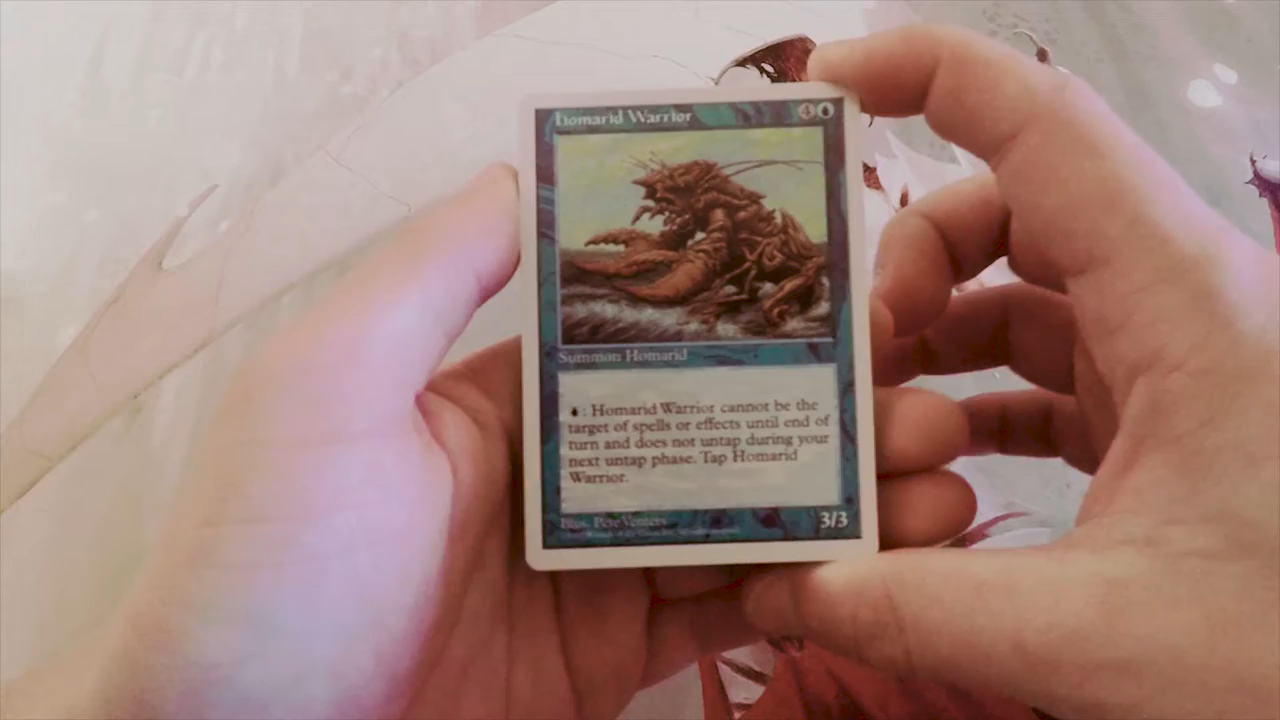 Homarid Warrior 4
Summon Homarid
: Homarid Warrior cannot be the
target of spells or effects until end of
turn and does not untap during your
next untap phase. Tap Homarid
Warrior.
Illus. Pete Venters
3/3